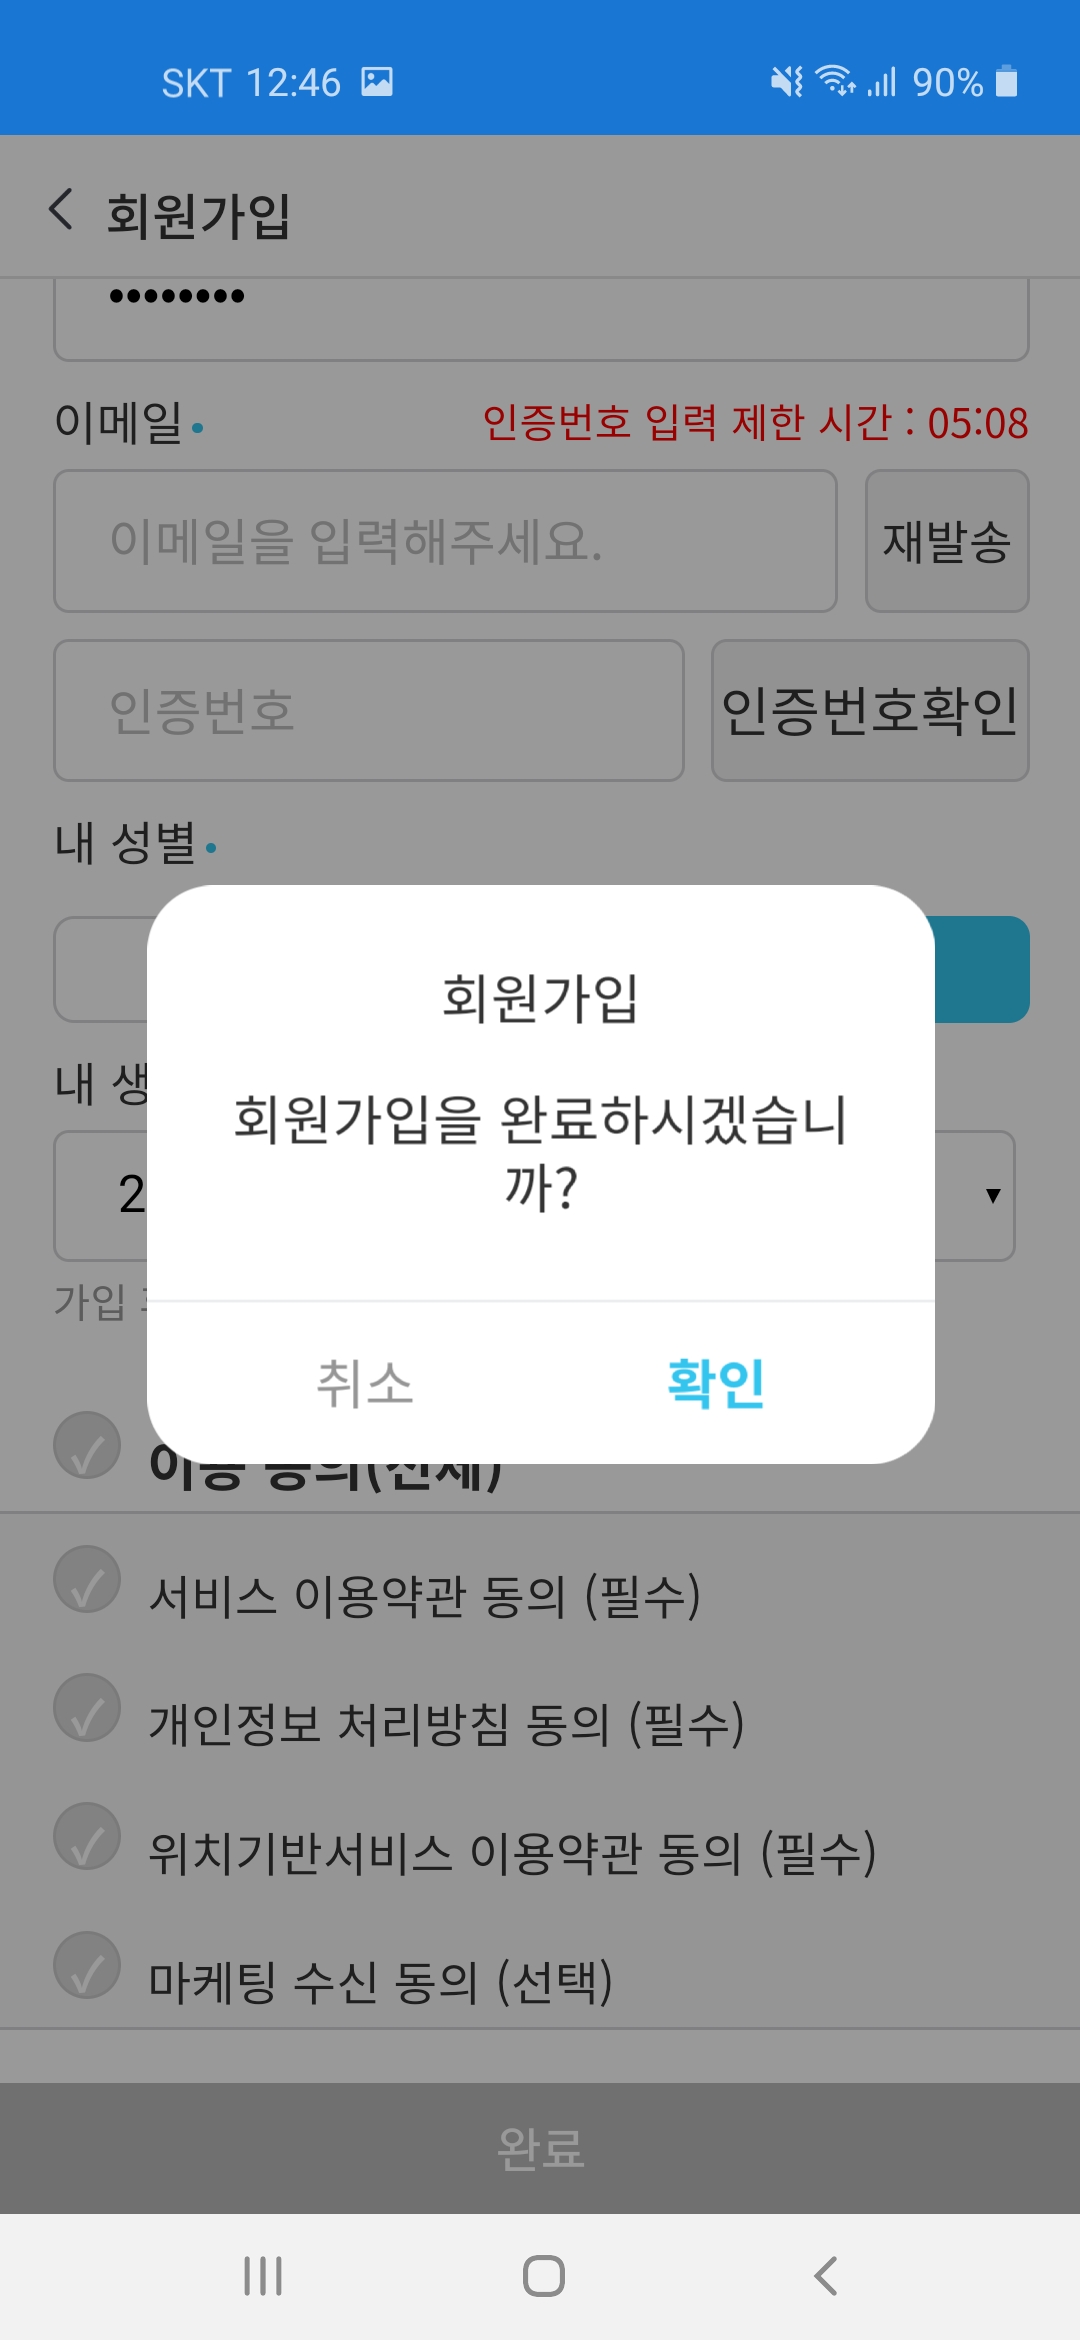 SKT 12:46 90%
회원가입
••••••••
이메일• 인증번호 입력 제한 시간 : 05:08
이메일을 입력해주세요. 재발송
인증번호 인증번호확인
내 성별•
회원가입
회원가입을 완료하시겠습니
까?
내 생
2 ▼
가입
취소 확인
이용 동의(전체)
서비스 이용약관 동의 (필수)
개인정보 처리방침 동의 (필수)
위치기반서비스 이용약관 동의 (필수)
마케팅 수신 동의 (선택)
완료